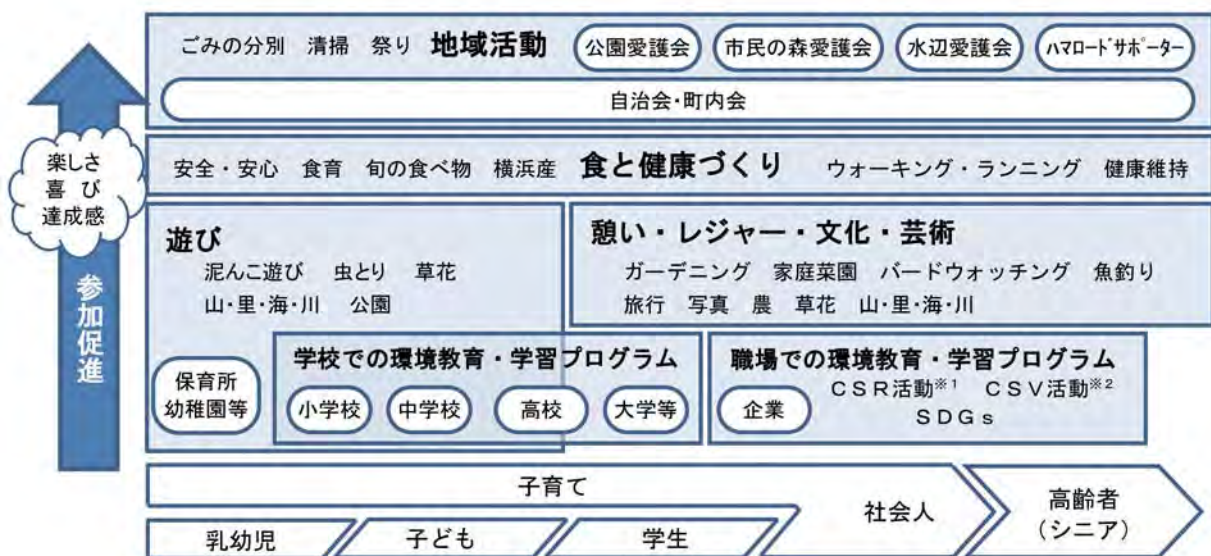 ごみの分別 清掃 祭り 地域活動 公園愛護会 市民の森愛護会 水辺愛護会 ﾊﾏﾛｰﾄﾞｻﾎﾟｰﾀｰ
自治会・町内会
楽しさ
喜び
達成感
参加促進
安全・安心 食育 旬の食べ物 横浜産 食と健康づくり ウォーキング・ランニング 健康維持
遊び
泥んこ遊び 虫とり 草花
山・里・海・川 公園
憩い・レジャー・文化・芸術
ガーデニング 家庭菜園 バードウォッチング 魚釣り
旅行 写真 農 草花 山・里・海・川
保育所
幼稚園等
学校での環境教育・学習プログラム
小学校 中学校 高校 大学等
職場での環境教育・学習プログラム
企業 CSR活動※1 CSV活動※2
SDGs
子育て
乳幼児 子ども 学生
社会人
高齢者
(シニア)